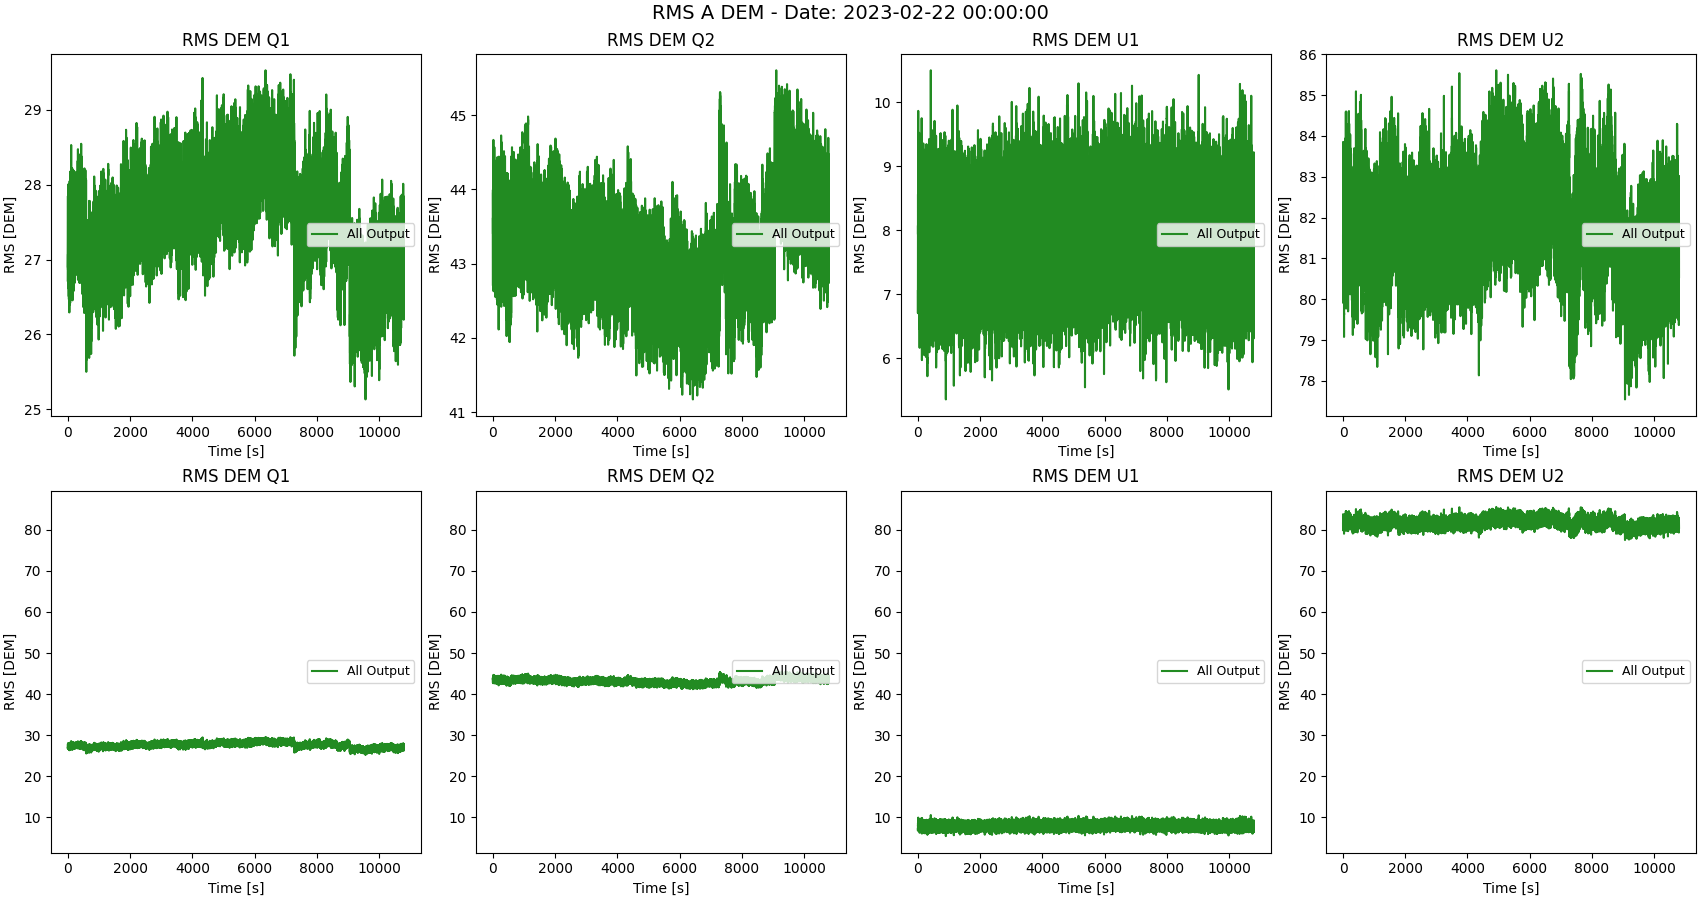 RMS A DEM - Date: 2023-02-22 00:00:00
RMS DEM Q1
RMS [DEM]
29
28
27
26
25
All Output
0 2000 4000 6000 8000 10000
Time [s]
RMS DEM Q2
RMS [DEM]
45
44
43
42
41
All Output
0 2000 4000 6000 8000 10000
Time [s]
RMS DEM U1
RMS [DEM]
10
9
8
7
6
All Output
0 2000 4000 6000 8000 10000
Time [s]
RMS DEM U2
RMS [DEM]
86
85
84
83
82
81
80
79
78
All Output
0 2000 4000 6000 8000 10000
Time [s]
RMS DEM Q1
RMS [DEM]
80
70
60
50
40
30
20
10
All Output
0 2000 4000 6000 8000 10000
Time [s]
RMS DEM Q2
RMS [DEM]
80
70
60
50
40
30
20
10
All Output
0 2000 4000 6000 8000 10000
Time [s]
RMS DEM U1
RMS [DEM]
80
70
60
50
40
30
20
10
All Output
0 2000 4000 6000 8000 10000
Time [s]
RMS DEM U2
RMS [DEM]
80
70
60
50
40
30
20
10
All Output
0 2000 4000 6000 8000 10000
Time [s]